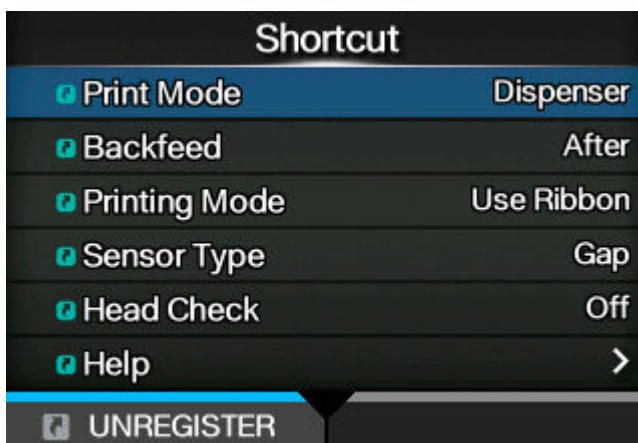 Shortcut
Print Mode Dispenser
Backfeed After
Printing Mode Use Ribbon
Sensor Type Gap
Head Check Off
Help >
UNREGISTER